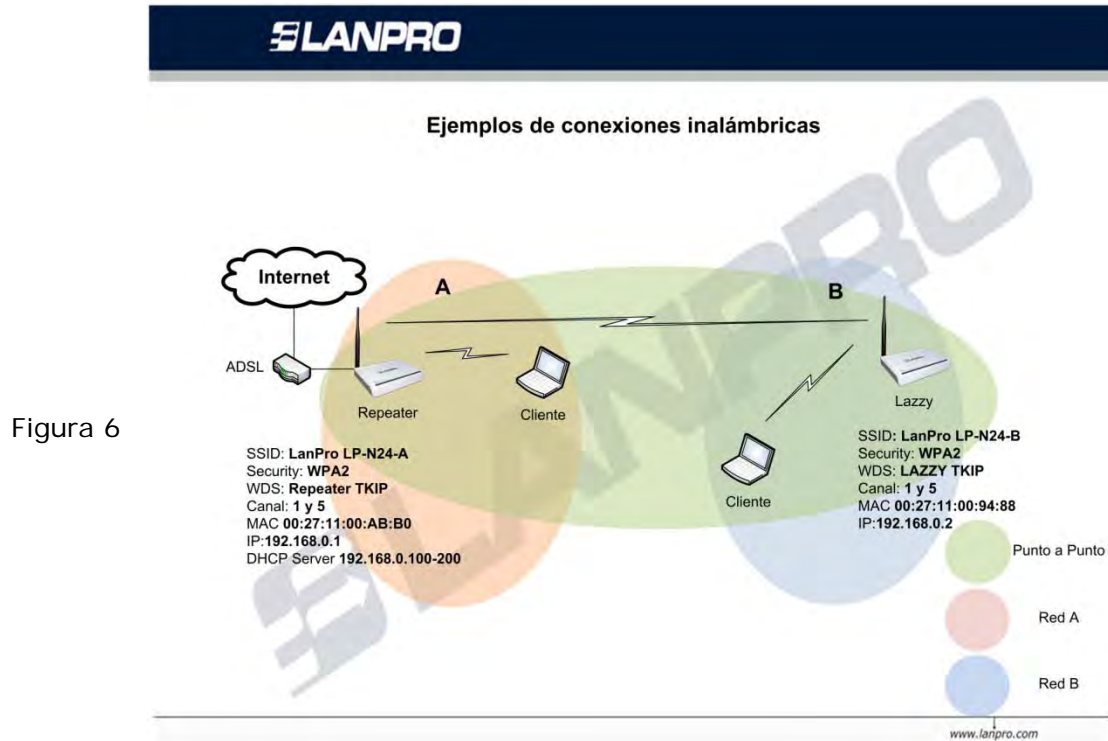 LANPRO
Ejemplos de conexiones inalámbricas
Internet
A
B
ADSL
Repeater
Cliente
Lazzy
Cliente
Figura 6
SSID: LanPro LP-N24-A
Security: WPA2
WDS: Repeater TKIP
Canal: 1 y 5
MAC 00:27:11:00:AB:B0
IP:192.168.0.1
DHCP Server 192.168.0.100-200
SSID: LanPro LP-N24-B
Security: WPA2
WDS: LAZZY TKIP
Canal: 1 y 5
MAC 00:27:11:00:94:88
IP:192.168.0.2
Punto a Punto
Red A
Red B
www.lanpro.com
LANPRO